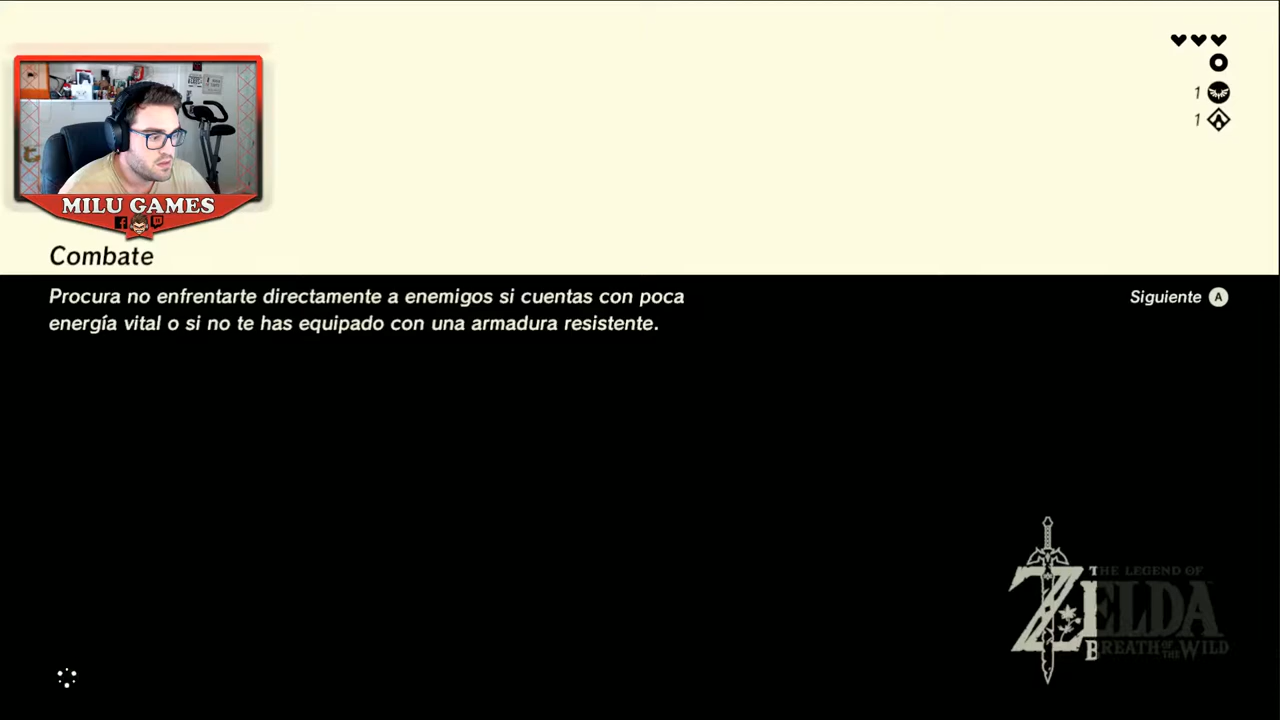 1
1
MILU GAMES
Combate
Procura no enfrentarte directamente a enemigos si cuentas con poca
energía vital o si no te has equipado con una armadura resistente.
Siguiente A
THE LEGEND OF
ZELDA
BREATH OF THE WILD